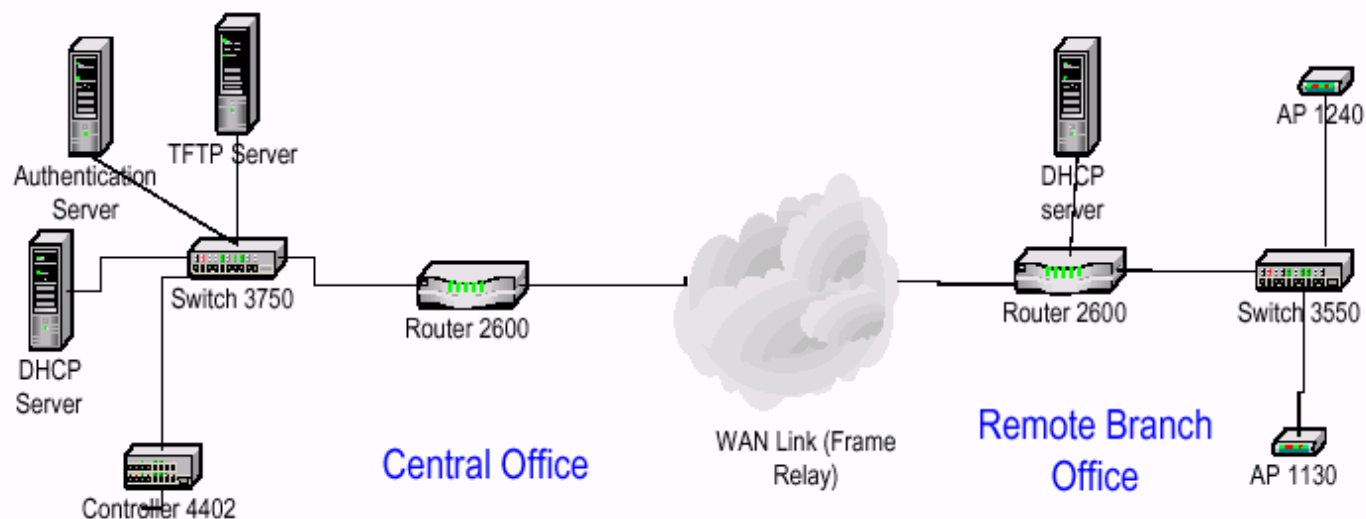 TFTP Server
Authentication
Server
Switch 3750
DHCP
Server
Controller 4402
Router 2600
Central Office
WAN Link (Frame
Relay)
DHCP
server
Router 2600
Remote Branch
Office
AP 1240
Switch 3550
AP 1130